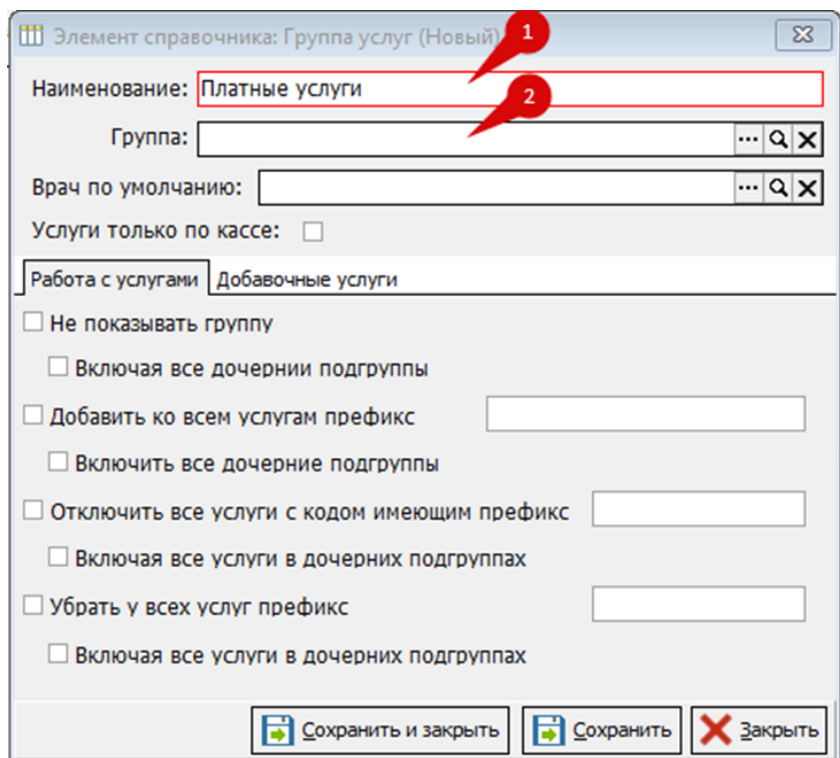 Элемент справочника: Группа услуг (Новый)
1
Наименование: Платные услуги
2
Группа:
Врач по умолчанию:
Услуги только по кассе:
Работа с услугами Добавочные услуги
Не показывать группу
Включая все дочернии подгруппы
Добавить ко всем услугам префикс
Включить все дочерние подгруппы
Отключить все услуги с кодом имеющим префикс
Включая все услуги в дочерних подгруппах
Убрать у всех услуг префикс
Включая все услуги в дочерних подгруппах
Сохранить и закрыть Сохранить Закрыть